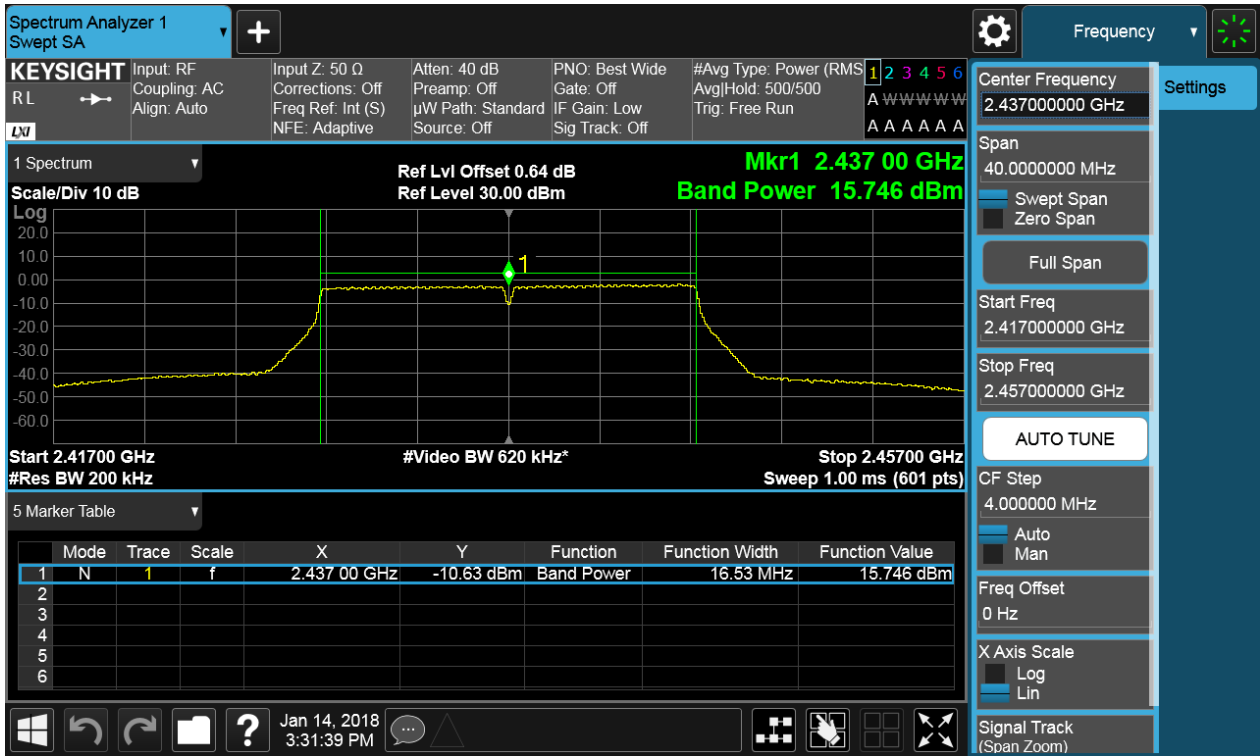 Spectrum Analyzer 1
Swept SA
Frequency
KEYSIGHT
R L
LXI
Input: RF
Coupling: AC
Align: Auto
Input Z: 50 Ω
Corrections: Off
Freq Ref: Int (S)
NFE: Adaptive
Atten: 40 dB
Preamp: Off
µW Path: Standard
Source: Off
PNO: Best Wide
Gate: Off
IF Gain: Low
Sig Track: Off
#Avg Type: Power (RMS
Avg|Hold: 500/500
Trig: Free Run
1 2 3 4 5 6
A W W W W W
A A A A A A
1 Spectrum
Scale/Div 10 dB
Ref Lvl Offset 0.64 dB
Ref Level 30.00 dBm
Mkr1 2.437 00 GHz
Band Power 15.746 dBm
Log
20.0
10.0
0.00
-10.0
-20.0
-30.0
-40.0
-50.0
-60.0
1
Start 2.41700 GHz
#Res BW 200 kHz
#Video BW 620 kHz*
Stop 2.45700 GHz
Sweep 1.00 ms (601 pts)
5 Marker Table
Mode Trace Scale X Y Function Function Width Function Value
1 N 1 f 2.437 00 GHz -10.63 dBm Band Power 16.53 MHz 15.746 dBm
2
3
4
5
6
?
Jan 14, 2018
3:31:39 PM
Center Frequency
2.437000000 GHz
Span
40.0000000 MHz
Swept Span
Zero Span
Full Span
Start Freq
2.417000000 GHz
Stop Freq
2.457000000 GHz
AUTO TUNE
CF Step
4.000000 MHz
Auto
Man
Freq Offset
0 Hz
X Axis Scale
Log
Lin
Signal Track
(Span Zoom)
Settings